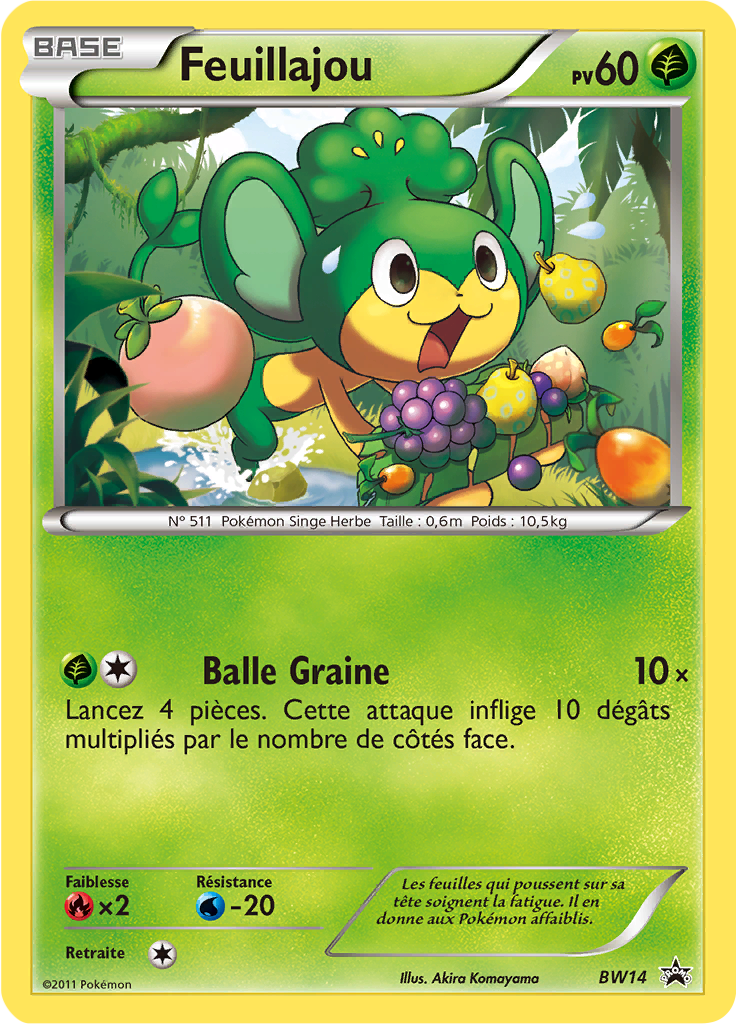 BASE
Feuillajou
PV60
N° 511 Pokémon Singe Herbe Taille : 0,6m Poids : 10,5kg
Balle Graine 10×
Lancez 4 pièces. Cette attaque inflige 10 dégâts
multipliés par le nombre de côtés face.
Faiblesse
×2
Résistance
-20
Retraite
Les feuilles qui poussent sur sa
tête soignent la fatigue. Il en
donne aux Pokémon affaiblis.
©2011 Pokémon
Illus. Akira Komayama
BW14
PROMO